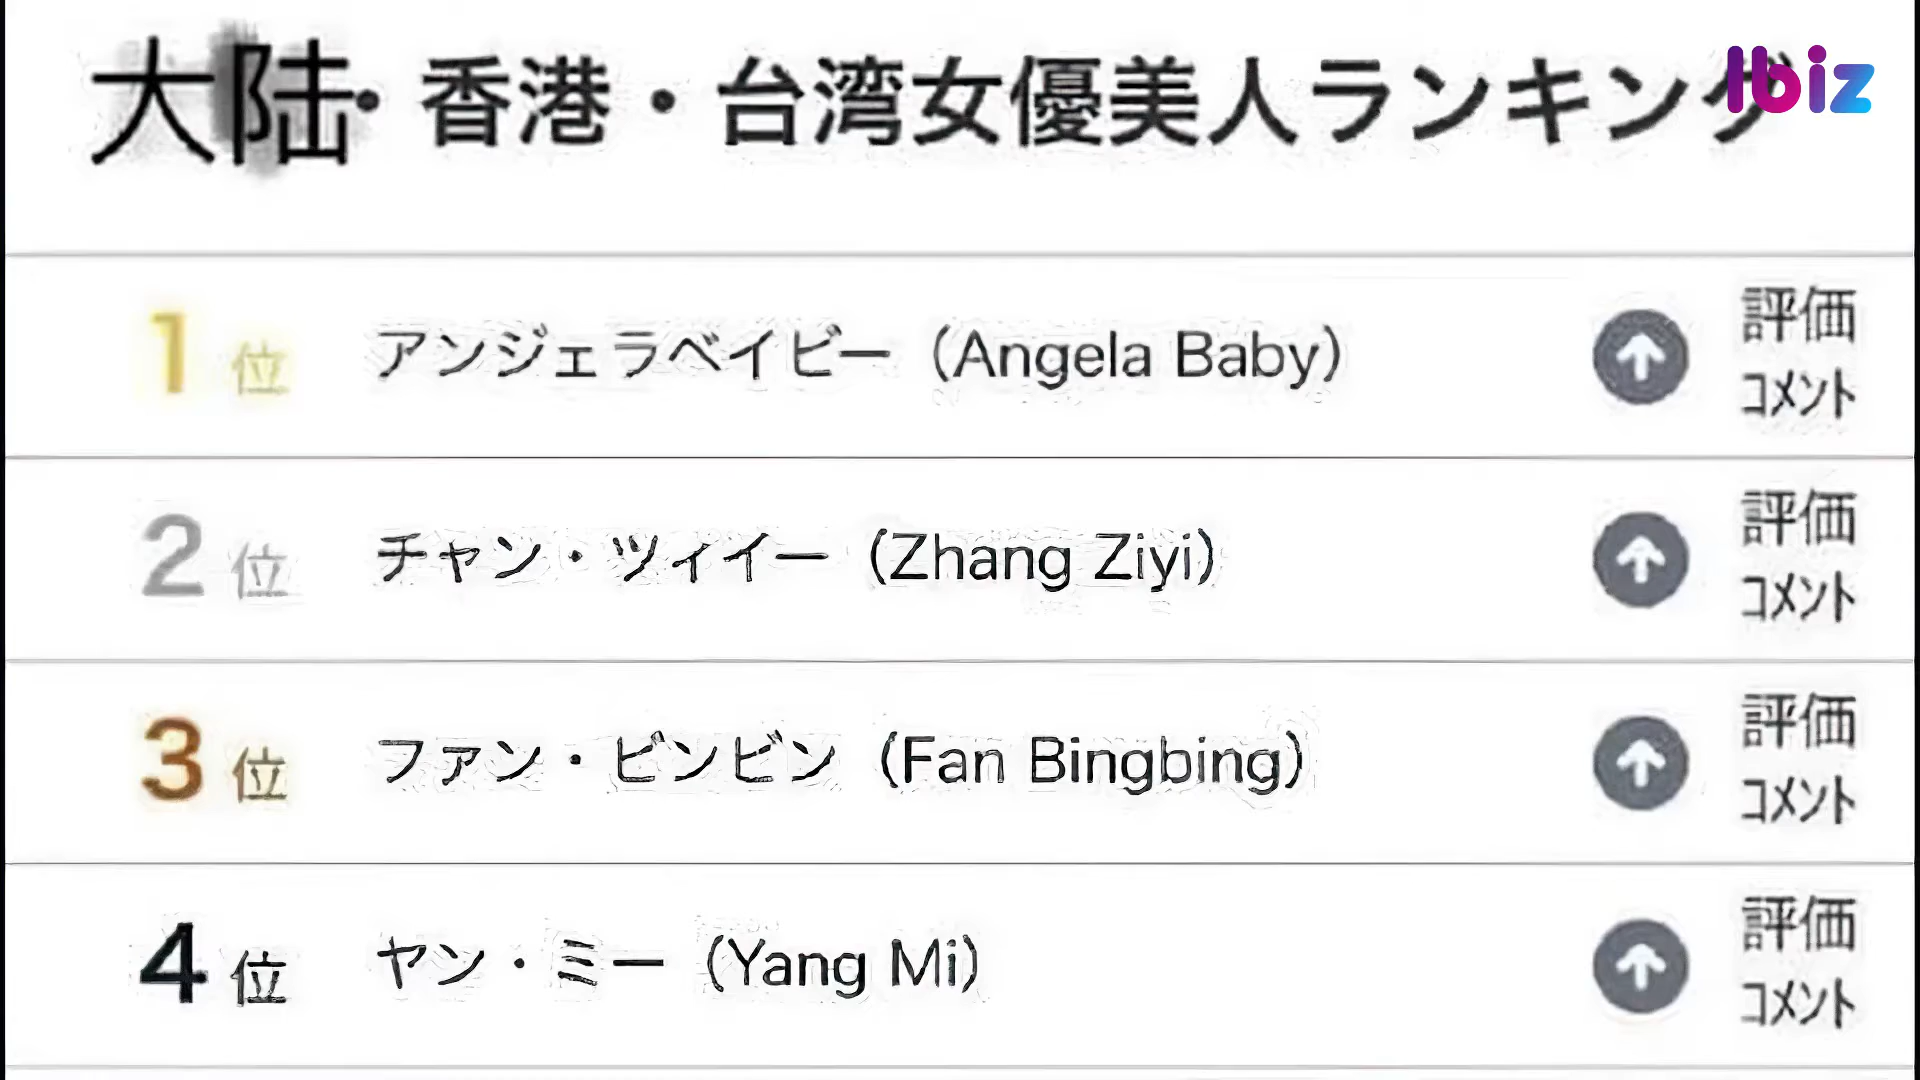 大陸・香港・台湾女優美人ランキング
lbiz
1位 アンジェラベイビー（Angela Baby） 評価
コメント
2位 チャン・ツィイー（Zhang Ziyi） 評価
コメント
3位 ファン・ビンビン（Fan Bingbing） 評価
コメント
4位 ヤン・ミー（Yang Mi） 評価
コメント